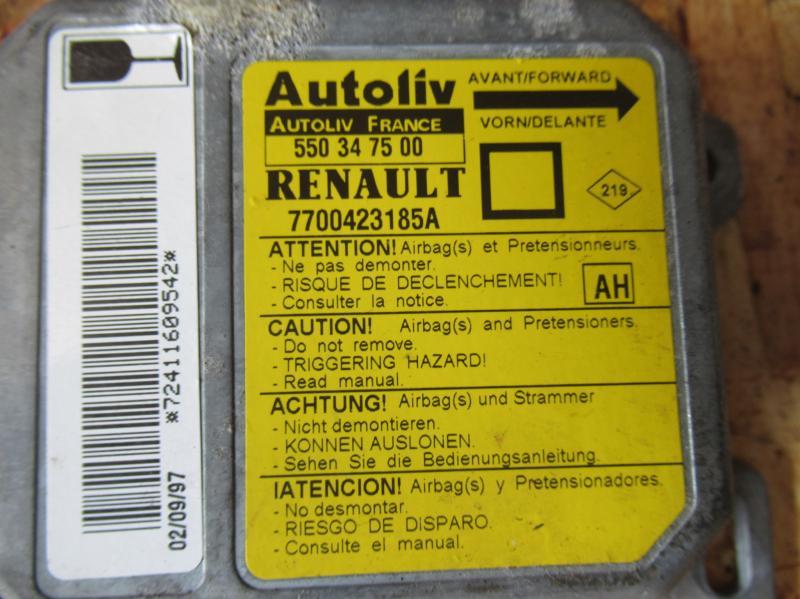 *72411609542*
02/09/97
Autoliv
AUTOLIV FRANCE
550 34 75 00
RENAULT
7700423185A
AVANT/FORWARD
VORN/DELANTE
219
ATTENTION! Airbag(s) et Pretensionneurs.
- Ne pas demonter.
- RISQUE DE DECLENCHEMENT!
- Consulter la notice.
AH
CAUTION! Airbag(s) and Pretensioners.
- Do not remove.
- TRIGGERING HAZARD!
- Read manual.
ACHTUNG! Airbag(s) und Strammer
- Nicht demontieren.
- KONNEN AUSLONEN.
- Sehen Sie die Bedienungsanleitung.
IATENCION! Airbag(s) y Pretensionadores.
- No desmontar.
- RIESGO DE DISPARO.
- Consulte el manual.